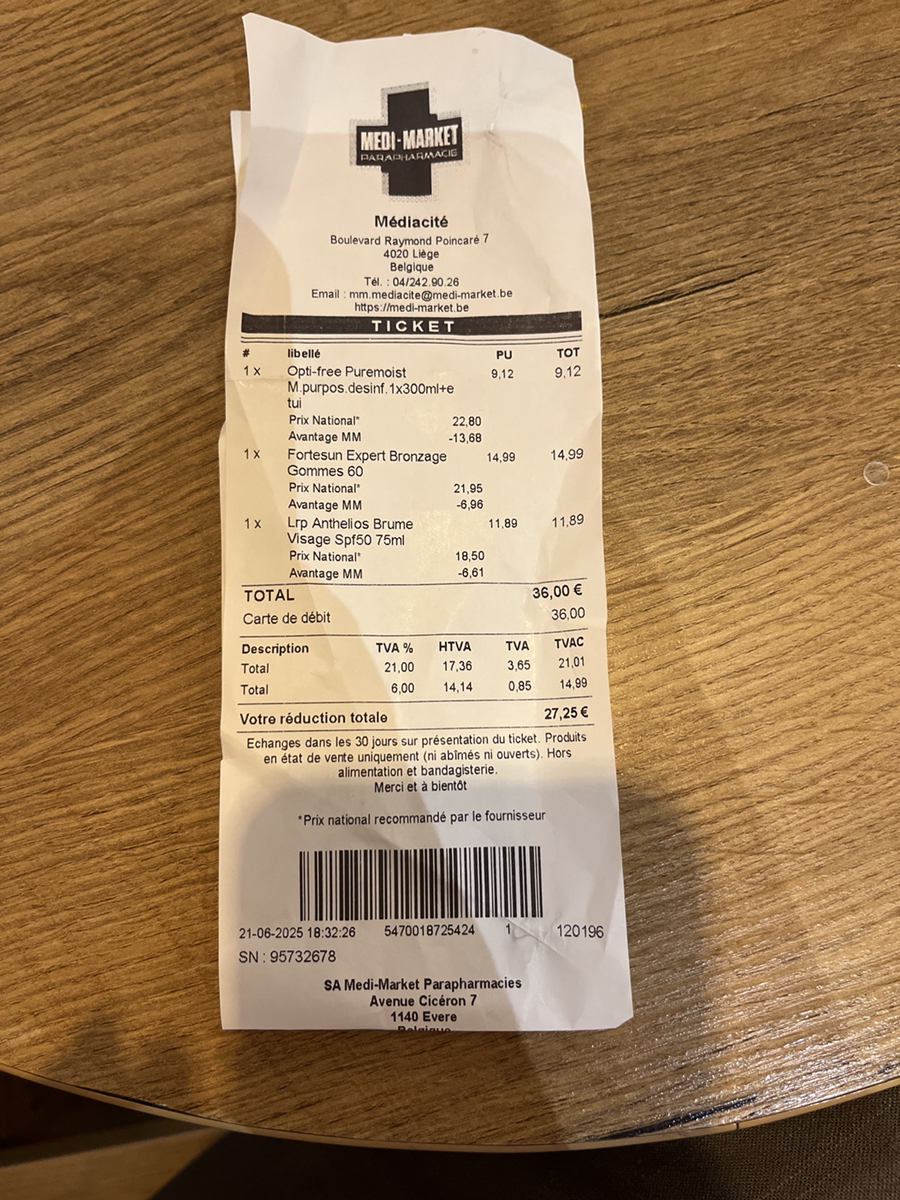 MEDI-MARKET
PARAPHARMACIE
Médiacité
Boulevard Raymond Poincaré 7
4020 Liège
Belgique
Tél. : 04/242.90.26
Email : mm.mediacite@medi-market.be
https://medi-market.be
TICKET
# libellé PU TOT
1 x Opti-free Puremoist 9,12 9,12
M.purpos.desinf.1x300ml+e
tui
Prix National* 22,80
Avantage MM -13,68
1 x Fortesun Expert Bronzage 14,99 14,99
Gommes 60
Prix National* 21,95
Avantage MM -6,96
1 x Lrp Anthelios Brume 11,89 11,89
Visage Spf50 75ml
Prix National* 18,50
Avantage MM -6,61
TOTAL 36,00 €
Carte de débit 36,00
Description TVA % HTVA TVA TVAC
Total 21,00 17,36 3,65 21,01
Total 6,00 14,14 0,85 14,99
Votre réduction totale 27,25 €
Echanges dans les 30 jours sur présentation du ticket. Produits
en état de vente uniquement (ni abîmés ni ouverts). Hors
alimentation et bandagisterie.
Merci et à bientôt
*Prix national recommandé par le fournisseur
21-06-2025 18:32:26 5470018725424 1 120196
SN : 95732678
SA Medi-Market Parapharmacies
Avenue Cicéron 7
1140 Evere
Belgique